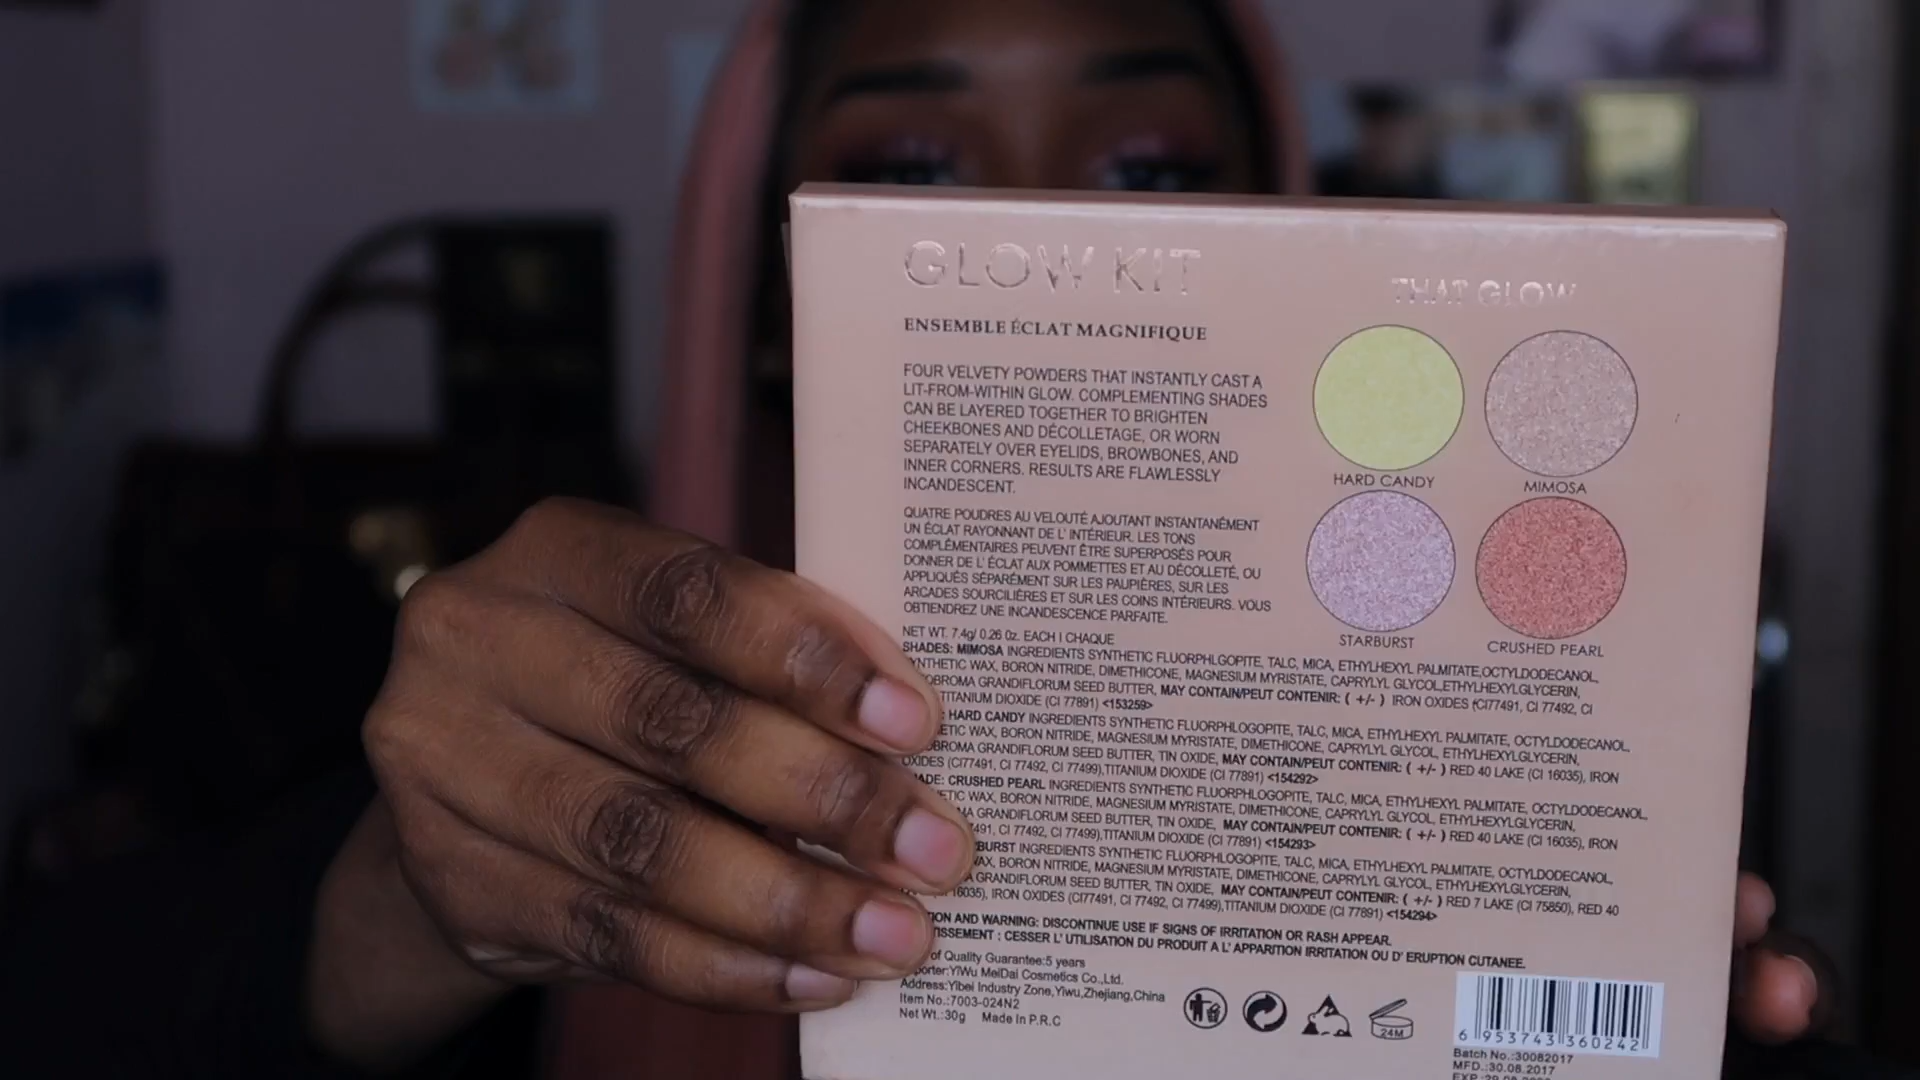 GLOW KIT
ENSEMBLE ÉCLAT MAGNIFIQUE
FOUR VELVETY POWDERS THAT INSTANTLY CAST A
LIT-FROM-WITHIN GLOW. COMPLEMENTING SHADES
CAN BE LAYERED TOGETHER TO BRIGHTEN
CHEEKBONES AND DÉCOLLETAGE, OR WORN
SEPARATELY OVER EYELIDS, BROWBONES, AND
INNER CORNERS. RESULTS ARE FLAWLESSLY
INCANDESCENT.
QUATRE POUDRES AU VELOUTÉ AJOUTANT INSTANTANÉMENT
UN ÉCLAT RAYONNANT DE L' INTÉRIEUR. LES TONS
COMPLÉMENTAIRES PEUVENT ÊTRE SUPERPOSÉS POUR
DONNER DE L' ÉCLAT AUX POMMETTES ET AU DÉCOLLETÉ, OU
APPLIQUÉS SÉPARÉMENT SUR LES PAUPIÈRES, SUR LES
ARCADES SOURCILIÈRES ET SUR LES COINS INTÉRIEURS. VOUS
OBTIENDREZ UNE INCANDESCENCE PARFAITE.
THAT GLOW
HARD CANDY
MIMOSA
STARBURST
CRUSHED PEARL
NET WT. 7.4g/ 0.26 0z. EACH I CHAQUE
SHADES: MIMOSA INGREDIENTS SYNTHETIC FLUORPHLGOPITE, TALC, MICA, ETHYLHEXYL PALMITATE,OCTYLDODECANOL,
YNTHETIC WAX, BORON NITRIDE, DIMETHICONE, MAGNESIUM MYRISTATE, CAPRYLYL GLYCOL,ETHYLHEXYLGLYCERIN,
OBROMA GRANDIFLORUM SEED BUTTER, MAY CONTAIN/PEUT CONTENIR: ( +/- ) IRON OXIDES (CI77491, CI 77492, CI
TITANIUM DIOXIDE (CI 77891) <153259>
: HARD CANDY INGREDIENTS SYNTHETIC FLUORPHLOGOPITE, TALC, MICA, ETHYLHEXYL PALMITATE, OCTYLDODECANOL,
ETIC WAX, BORON NITRIDE, MAGNESIUM MYRISTATE, DIMETHICONE, CAPRYLYL GLYCOL, ETHYLHEXYLGLYCERIN,
OBROMA GRANDIFLORUM SEED BUTTER, TIN OXIDE, MAY CONTAIN/PEUT CONTENIR: ( +/- ) RED 40 LAKE (CI 16035), IRON
OXIDES (CI77491, CI 77492, CI 77499),TITANIUM DIOXIDE (CI 77891) <154292>
ADE: CRUSHED PEARL INGREDIENTS SYNTHETIC FLUORPHLOGOPITE, TALC, MICA, ETHYLHEXYL PALMITATE, OCTYLDODECANOL,
ETIC WAX, BORON NITRIDE, MAGNESIUM MYRISTATE, DIMETHICONE, CAPRYLYL GLYCOL, ETHYLHEXYLGLYCERIN,
MA GRANDIFLORUM SEED BUTTER, TIN OXIDE, MAY CONTAIN/PEUT CONTENIR: ( +/- ) RED 40 LAKE (CI 16035), IRON
491, CI 77492, CI 77499),TITANIUM DIOXIDE (CI 77891) <154293>
BURST INGREDIENTS SYNTHETIC FLUORPHLOGOPITE, TALC, MICA, ETHYLHEXYL PALMITATE, OCTYLDODECANOL,
WAX, BORON NITRIDE, MAGNESIUM MYRISTATE, DIMETHICONE, CAPRYLYL GLYCOL, ETHYLHEXYLGLYCERIN,
A GRANDIFLORUM SEED BUTTER, TIN OXIDE, MAY CONTAIN/PEUT CONTENIR: ( +/- ) RED 7 LAKE (CI 75850), RED 40
16035), IRON OXIDES (CI77491, CI 77492, CI 77499),TITANIUM DIOXIDE (CI 77891) <154294>
TION AND WARNING: DISCONTINUE USE IF SIGNS OF IRRITATION OR RASH APPEAR.
TISSEMENT : CESSER L' UTILISATION DU PRODUIT A L' APPARITION IRRITATION OU D' ERUPTION CUTANEE.
of Quality Guarantee:5 years
porter:YiWu MeiDai Cosmetics Co.,Ltd.
Address:Yibei Industry Zone,Yiwu,Zhejiang,China
Item No.:7003-024N2
Net Wt.:30g Made In P.R.C
24M
6 953743 360242
Batch No.:30082017
MFD.:30.08.2017